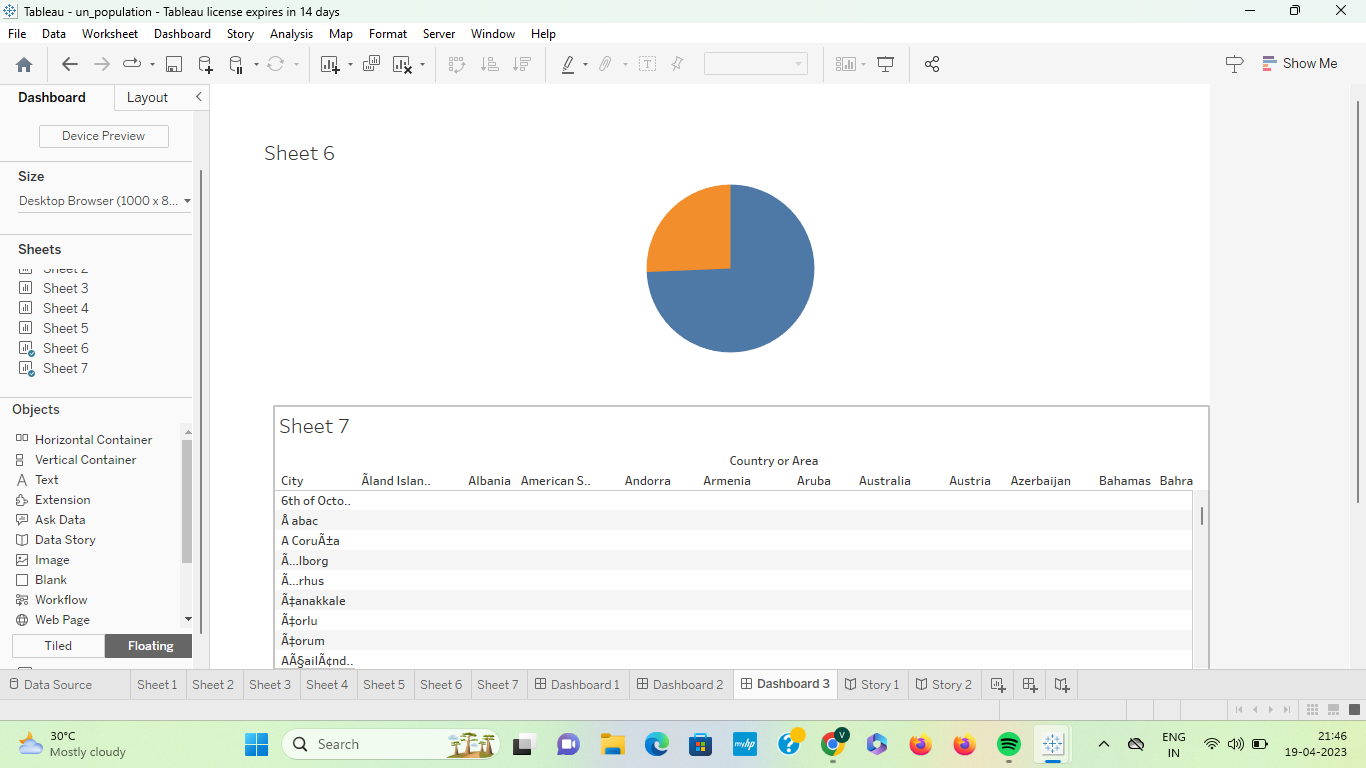 Tableau - un_population - Tableau license expires in 14 days
File Data Worksheet Dashboard Story Analysis Map Format Server Window Help
Show Me
Dashboard Layout
Device Preview
Size
Desktop Browser (1000 x 8...
Sheets
Sheet 2
Sheet 3
Sheet 4
Sheet 5
Sheet 6
Sheet 7
Objects
Horizontal Container
Vertical Container
Text
Extension
Ask Data
Data Story
Image
Blank
Workflow
Web Page
Tiled Floating
Sheet 6
Sheet 7
Country or Area
City Ãland Islan.. Albania American S.. Andorra Armenia Aruba Australia Austria Azerbaijan Bahamas Bahra
6th of Octo..
Å abac
A CoruÃ±a
Ã…lborg
Ã…rhus
Ã‡anakkale
Ã‡orlu
Ã‡orum
AÃ§ailÃ¢nd..
Data Source Sheet 1 Sheet 2 Sheet 3 Sheet 4 Sheet 5 Sheet 6 Sheet 7 Dashboard 1 Dashboard 2 Dashboard 3 Story 1 Story 2
30°C
Mostly cloudy
Search
myhp
V
ENG
IN
21:46
19-04-2023